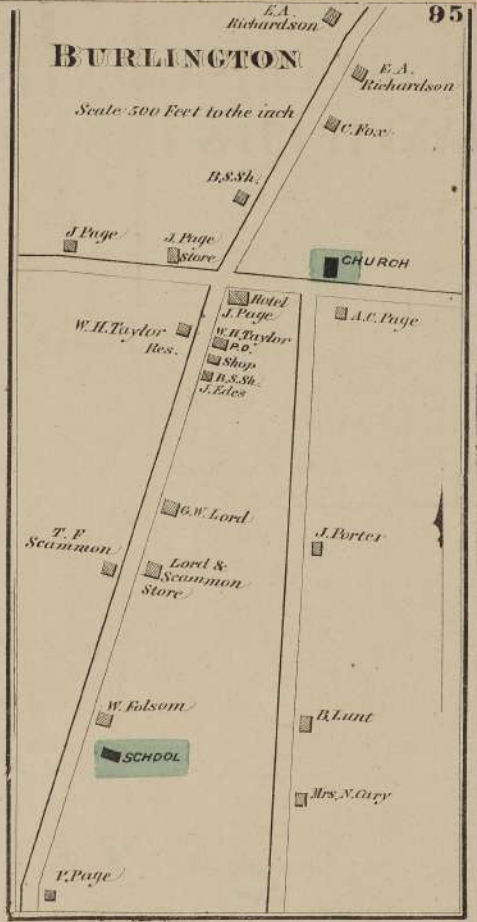 95
E.A.
Richardson
BURLINGTON
E.A.
Richardson
Scale 500 Feet to the inch
C. Fox
B.S.Sh.
J. Page
J. Page
Store
CHURCH
Hotel
J. Page
A.C. Page
W.H. Taylor
Res.
W.H. Taylor
P.O.
Shop
B.S.Sh.
J. Edes
G.W. Lord
T. F
Scammon
J. Porter
Lord &
Scammon
Store
W. Folsom
B. Lunt
SCHOOL
Mrs. N. Cary
P. Page